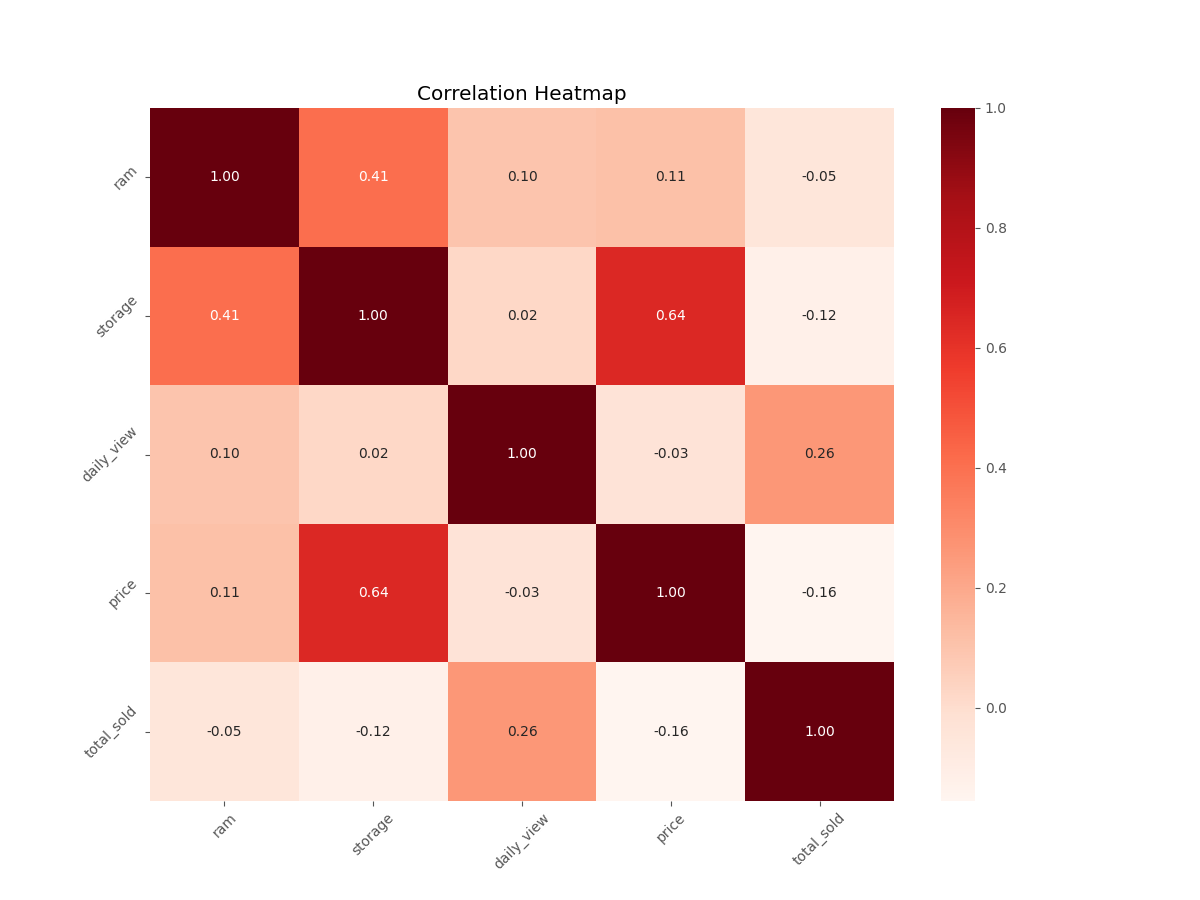 Correlation Heatmap
ram 1.00 0.41 0.10 0.11 -0.05
storage 0.41 1.00 0.02 0.64 -0.12
daily_view 0.10 0.02 1.00 -0.03 0.26
price 0.11 0.64 -0.03 1.00 -0.16
total_sold -0.05 -0.12 0.26 -0.16 1.00
ram storage daily_view price total_sold
1.0
0.8
0.6
0.4
0.2
0.0